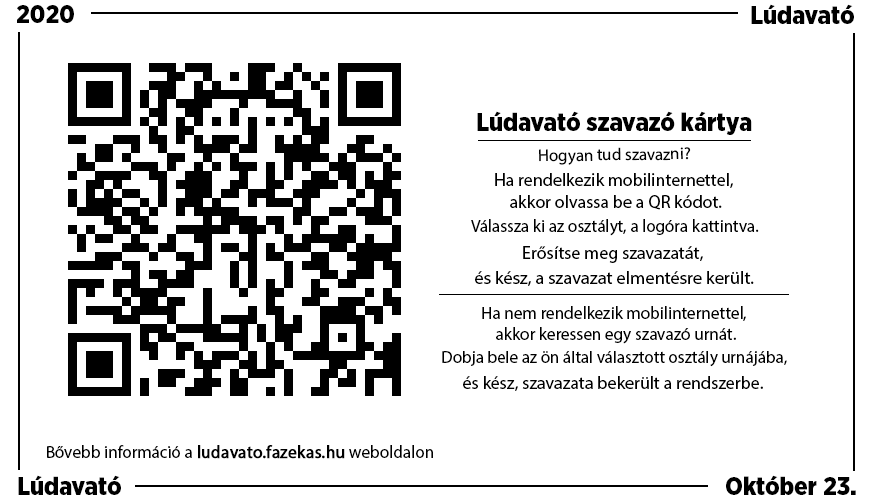 2020
Lúdavató
Lúdavató szavazó kártya
Hogyan tud szavazni?
Ha rendelkezik mobilinternettel,
akkor olvassa be a QR kódot.
Válassza ki az osztályt, a logóra kattintva.
Erősítse meg szavazatát,
és kész, a szavazat elmentésre került.
Ha nem rendelkezik mobilinternettel,
akkor keressen egy szavazó urnát.
Dobja bele az ön által választott osztály urnájába,
és kész, szavazata bekerült a rendszerbe.
Bővebb információ a ludavato.fazekas.hu weboldalon
Lúdavató
Október 23.